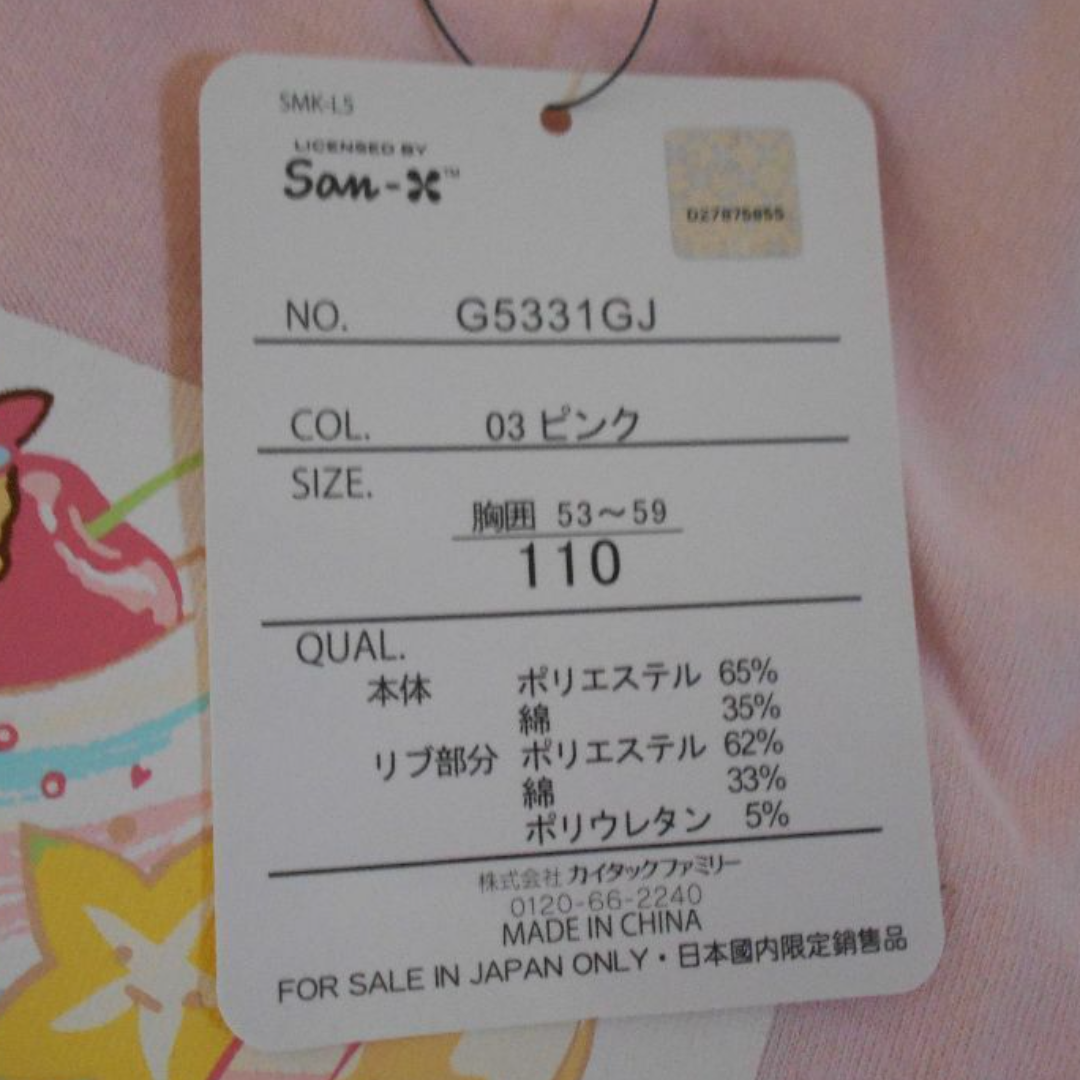 SMK-L5
LICENSED BY
San-X™
D27875855
NO. G5331GJ
COL. 03 ピンク
SIZE.
胸囲 53～59
110
QUAL.
本体 ポリエステル 65%
綿 35%
リブ部分 ポリエステル 62%
綿 33%
ポリウレタン 5%
株式会社 カイタックファミリー
0120-66-2240
MADE IN CHINA
FOR SALE IN JAPAN ONLY・日本國内限定銷售品